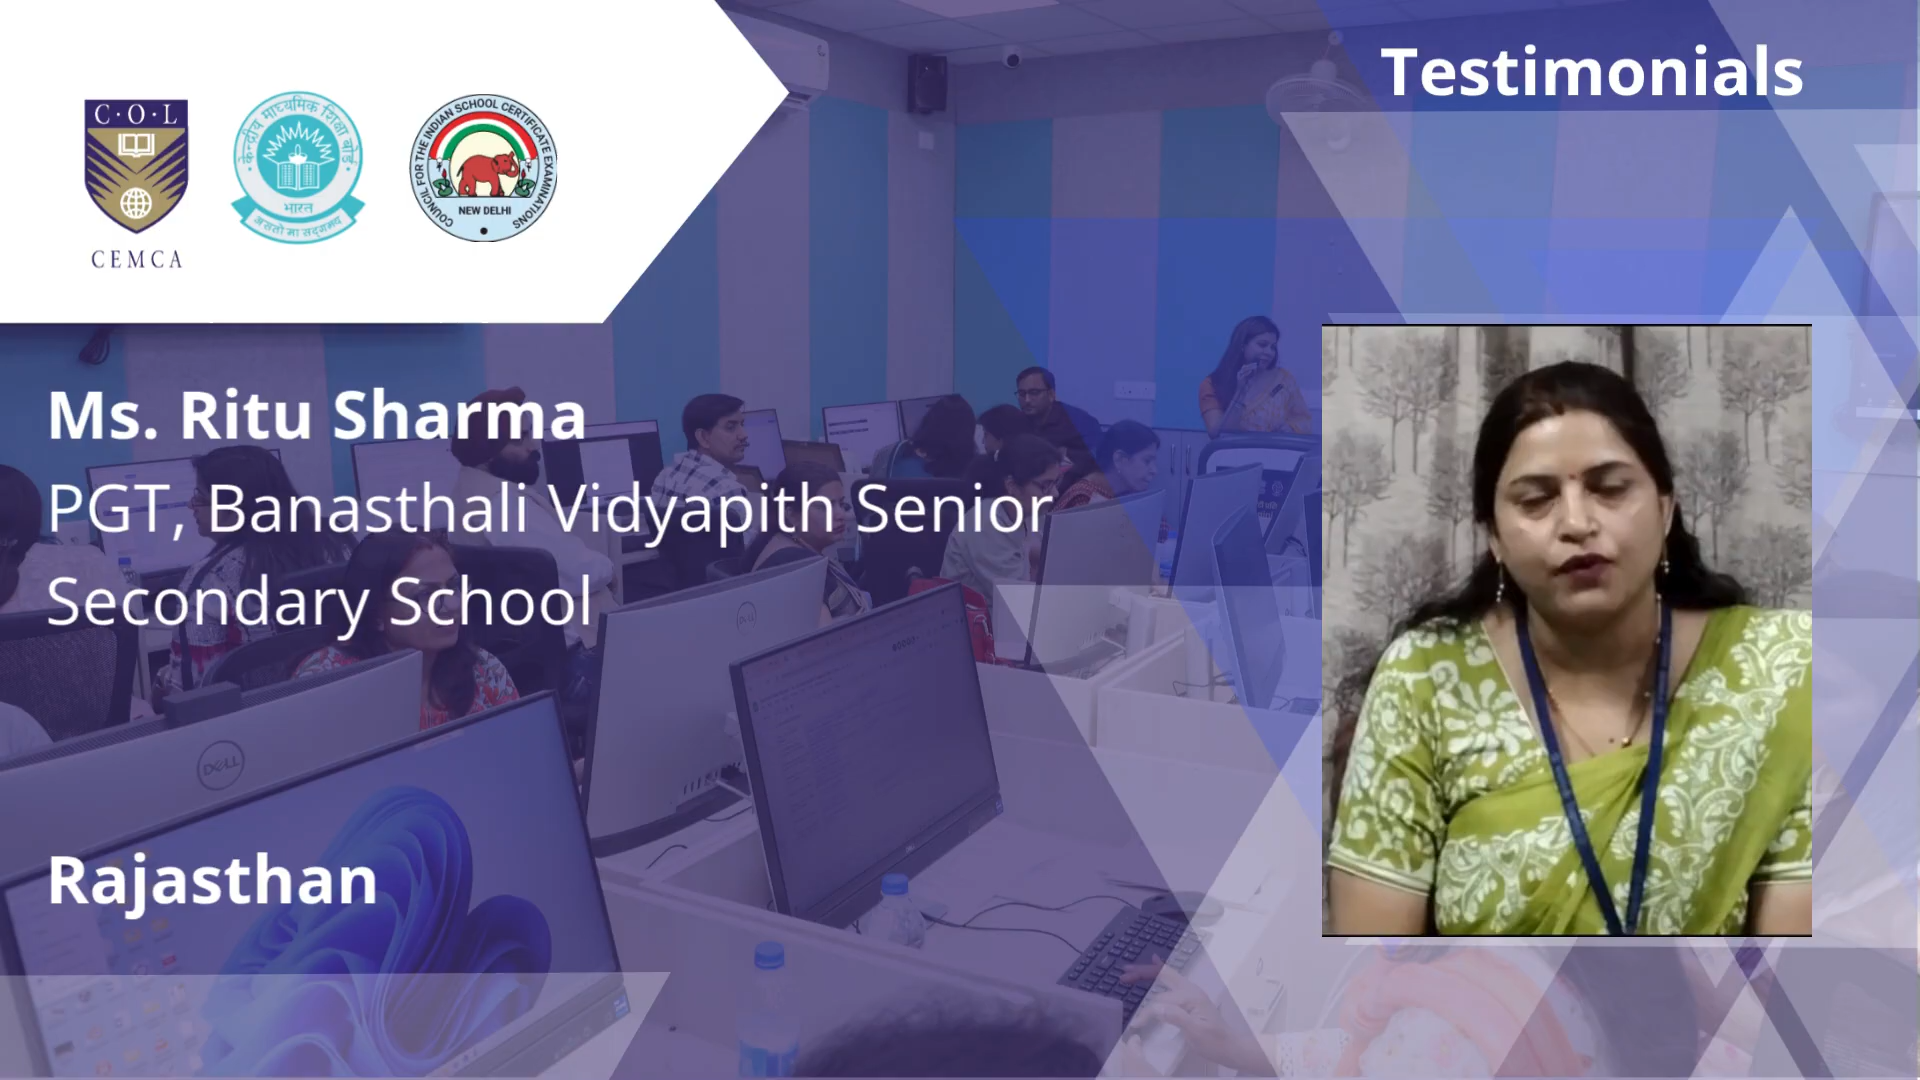 Testimonials
C·O·L
CEMCA
केन्द्रीय माध्यमिक शिक्षा बोर्ड
भारत
असतो मा सद्गमय
COUNCIL FOR THE INDIAN SCHOOL CERTIFICATE EXAMINATIONS
NEW DELHI
Ms. Ritu Sharma
PGT, Banasthali Vidyapith Senior
Secondary School
Rajasthan
DELL
DELL